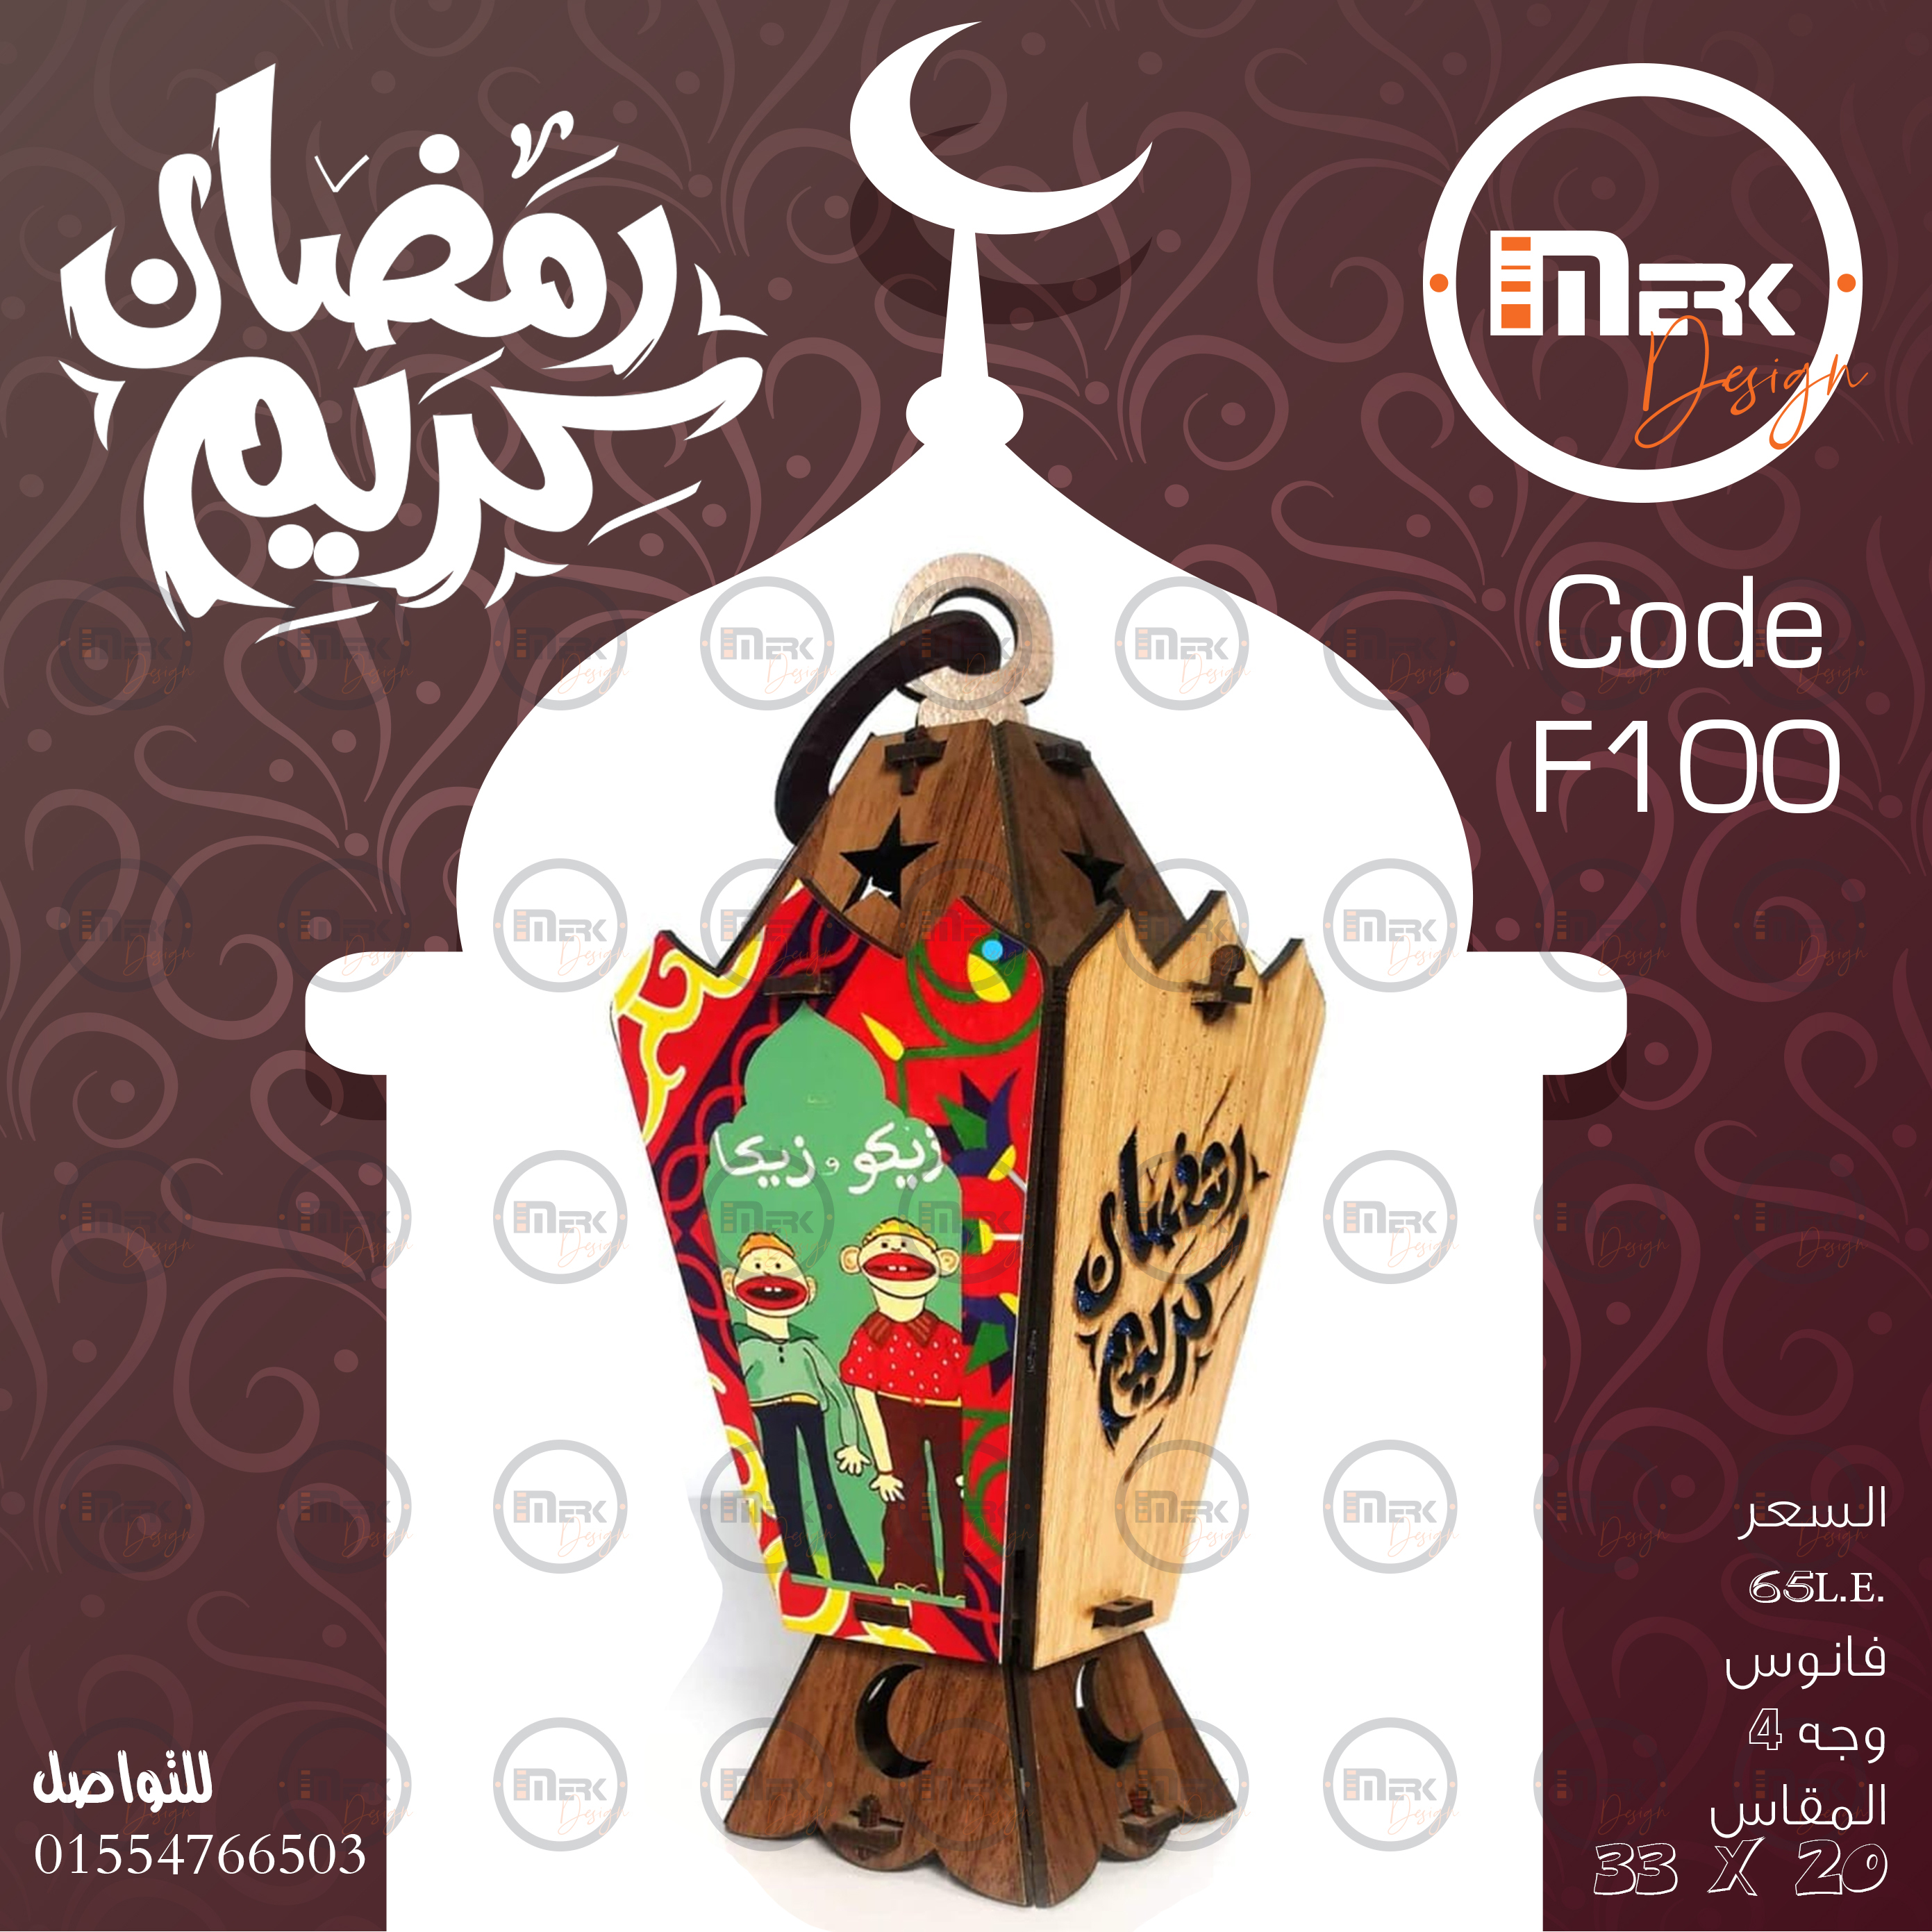 رمضان
كريم
MERK
Design
Code
F100
زيكو و زيكا
رمضان
كريم
السعر
65L.E.
فانوس
وجه 4
المقاس
33 X 20
للتواصل
01554766503